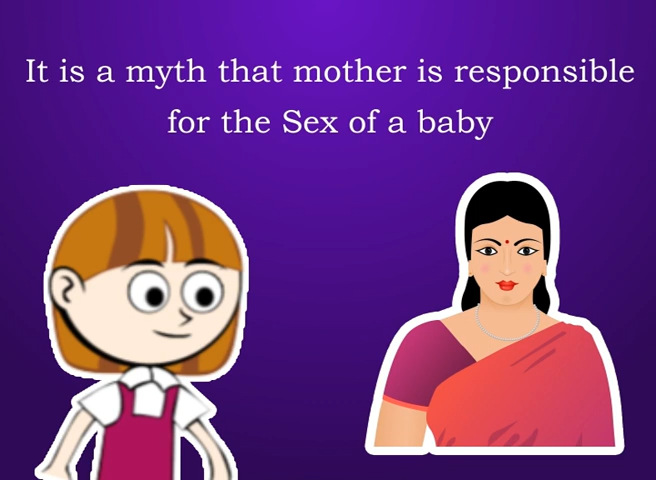 It is a myth that mother is responsible
for the Sex of a baby